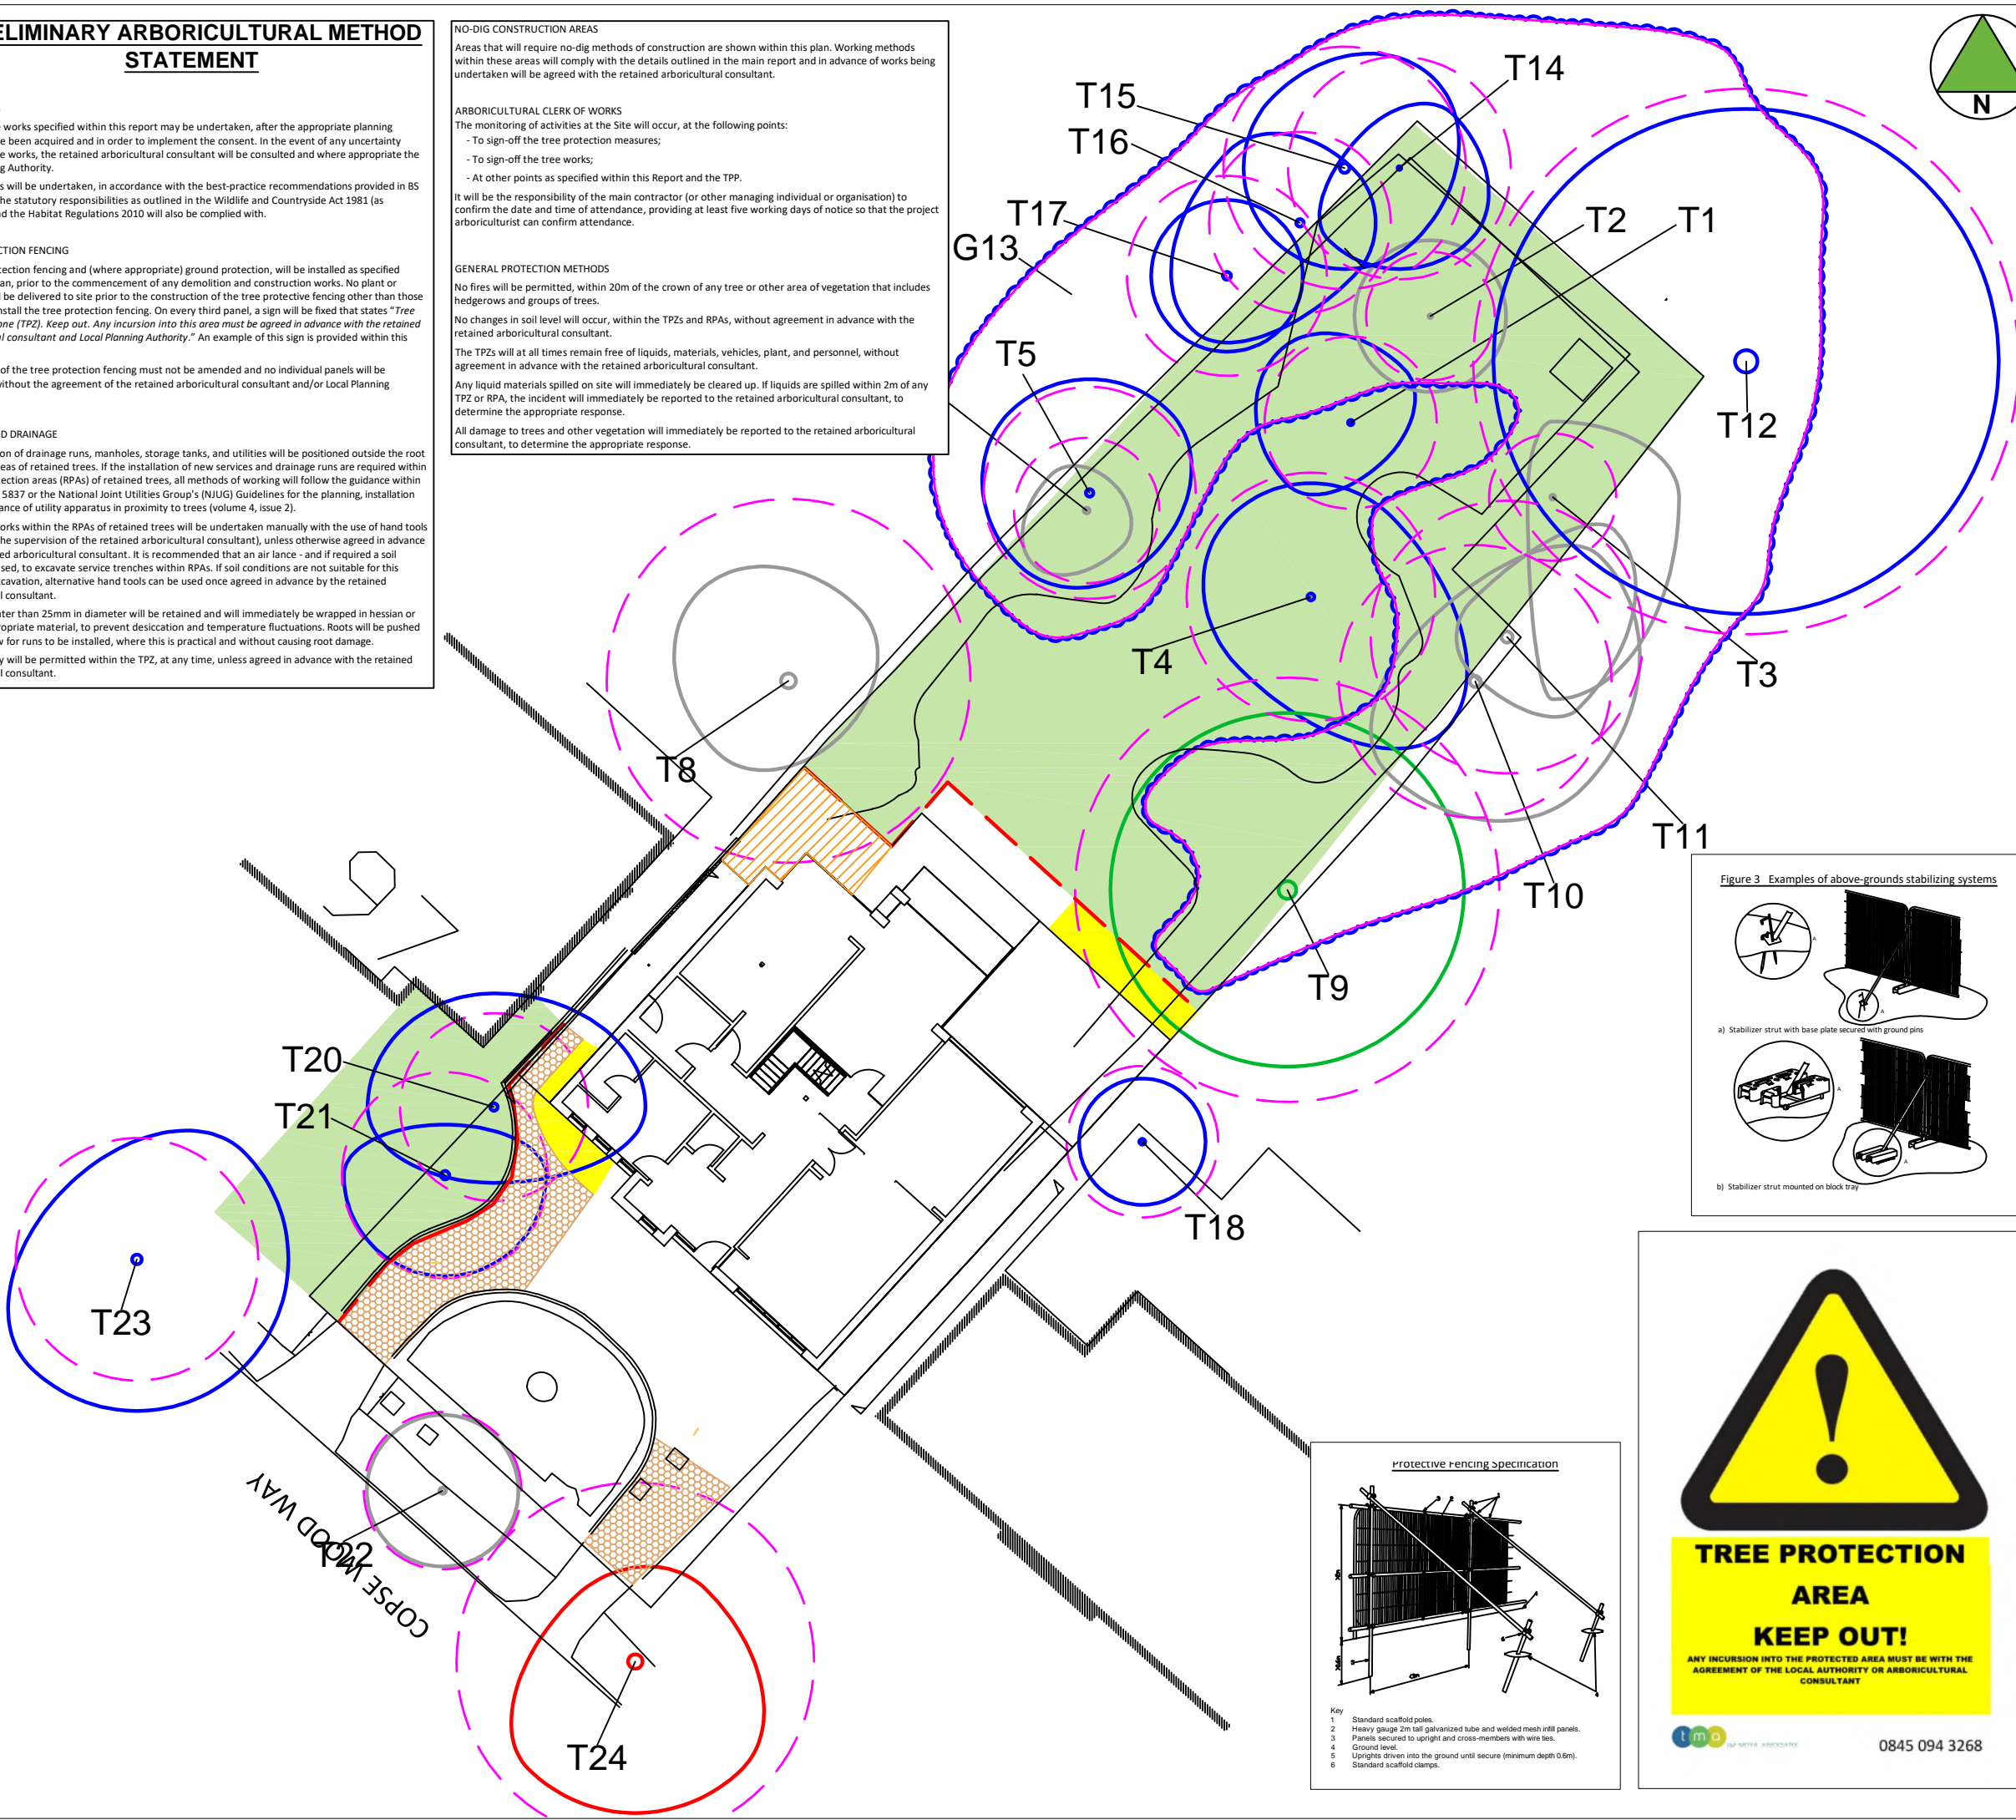 ELIMINARY ARBORICULTURAL METHOD
STATEMENT
works specified within this report may be undertaken, after the appropriate planning
e been acquired and in order to implement the consent. In the event of any uncertainty
e works, the retained arboricultural consultant will be consulted and where appropriate the
g Authority.
s will be undertaken, in accordance with the best-practice recommendations provided in BS
he statutory responsibilities as outlined in the Wildlife and Countryside Act 1981 (as
nd the Habitat Regulations 2010 will also be complied with.
CTION FENCING
tection fencing and (where appropriate) ground protection, will be installed as specified
an, prior to the commencement of any demolition and construction works. No plant or
l be delivered to site prior to the construction of the tree protective fencing other than those
nstall the tree protection fencing. On every third panel, a sign will be fixed that states "Tree
one (TPZ). Keep out. Any incursion into this area must be agreed in advance with the retained
al consultant and Local Planning Authority." An example of this sign is provided within this
of the tree protection fencing must not be amended and no individual panels will be
without the agreement of the retained arboricultural consultant and/or Local Planning
D DRAINAGE
on of drainage runs, manholes, storage tanks, and utilities will be positioned outside the root
eas of retained trees. If the installation of new services and drainage runs are required within
ection areas (RPAs) of retained trees, all methods of working will follow the guidance within
5837 or the National Joint Utilities Group's (NJUG) Guidelines for the planning, installation
ance of utility apparatus in proximity to trees (volume 4, issue 2).
orks within the RPAs of retained trees will be undertaken manually with the use of hand tools
he supervision of the retained arboricultural consultant), unless otherwise agreed in advance
ed arboricultural consultant. It is recommended that an air lance - and if required a soil
sed, to excavate service trenches within RPAs. If soil conditions are not suitable for this
cavation, alternative hand tools can be used once agreed in advance by the retained
l consultant.
ater than 25mm in diameter will be retained and will immediately be wrapped in hessian or
ropriate material, to prevent desiccation and temperature fluctuations. Roots will be pushed
w for runs to be installed, where this is practical and without causing root damage.
y will be permitted within the TPZ, at any time, unless agreed in advance with the retained
l consultant.
NO-DIG CONSTRUCTION AREAS
Areas that will require no-dig methods of construction are shown within this plan. Working methods
within these areas will comply with the details outlined in the main report and in advance of works being
undertaken will be agreed with the retained arboricultural consultant.
ARBORICULTURAL CLERK OF WORKS
The monitoring of activities at the Site will occur, at the following points:
- To sign-off the tree protection measures;
- To sign-off the tree works;
- At other points as specified within this Report and the TPP.
It will be the responsibility of the main contractor (or other managing individual or organisation) to
confirm the date and time of attendance, providing at least five working days of notice so that the project
arboriculturist can confirm attendance.
GENERAL PROTECTION METHODS
No fires will be permitted, within 20m of the crown of any tree or other area of vegetation that includes
hedgerows and groups of trees.
No changes in soil level will occur, within the TPZs and RPAs, without agreement in advance with the
retained arboricultural consultant.
The TPZs will at all times remain free of liquids, materials, vehicles, plant, and personnel, without
agreement in advance with the retained arboricultural consultant.
Any liquid materials spilled on site will immediately be cleared up. If liquids are spilled within 2m of any
TPZ or RPA, the incident will immediately be reported to the retained arboricultural consultant, to
determine the appropriate response.
All damage to trees and other vegetation will immediately be reported to the retained arboricultural
consultant, to determine the appropriate response.
N
T14
T15
T16
T17
G13
T2
T1
T5
T12
T4
T3
T8
T11
T10
T9
97
T20
T21
T18
T23
T22
COPSE WOOD WAY
T24
Figure 3 Examples of above-grounds stabilizing systems
A
A
a) Stabilizer strut with base plate secured with ground pins
A
A
b) Stabilizer strut mounted on block tray
Protective Fencing Specification
Key
1 Standard scaffold poles.
2 Heavy gauge 2m tall galvanized tube and welded mesh infill panels.
3 Panels secured to upright and cross-members with wire ties.
4 Ground level.
5 Uprights driven into the ground until secure (minimum depth 0.6m).
6 Standard scaffold clamps.
TREE PROTECTION
AREA
KEEP OUT!
ANY INCURSION INTO THE PROTECTED AREA MUST BE WITH THE
AGREEMENT OF THE LOCAL AUTHORITY OR ARBORICULTURAL
CONSULTANT
tma
0845 094 3268